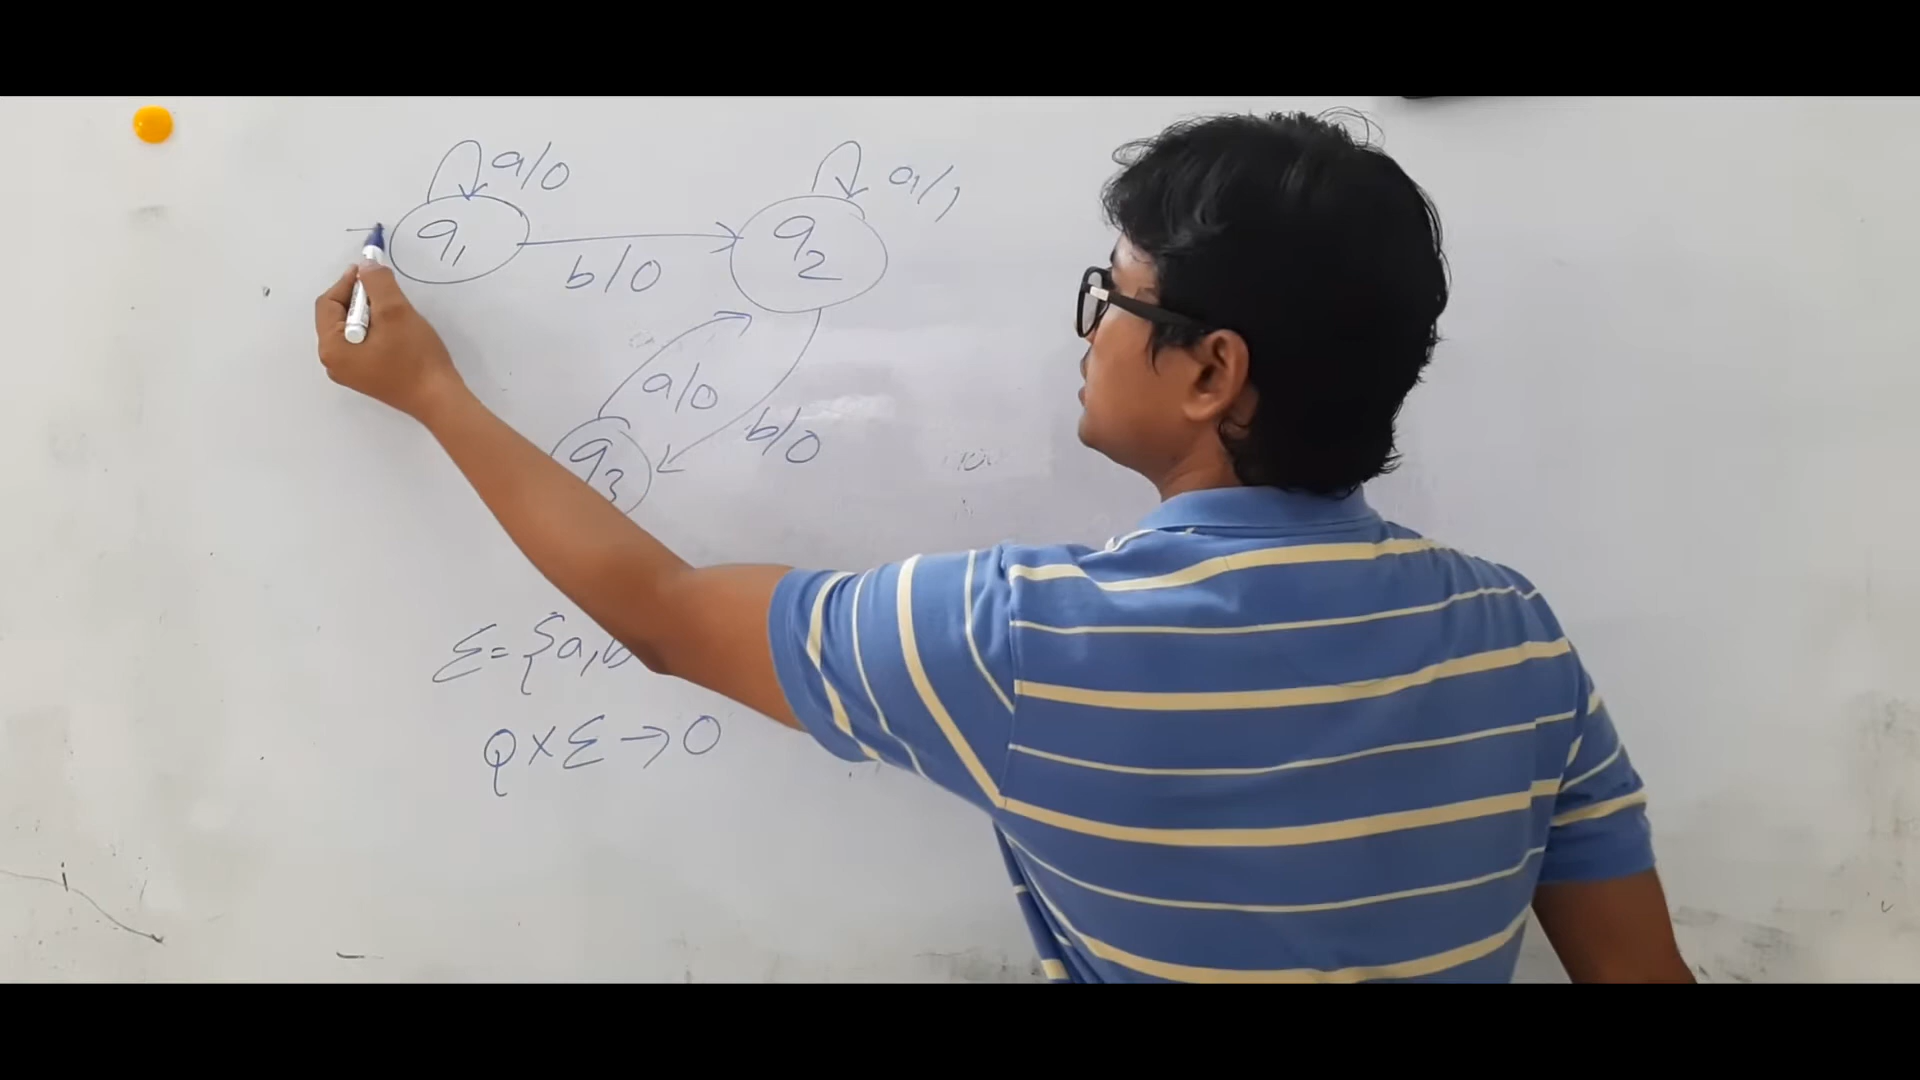 a/0
a/1
q1
q2
b/0
a/0
b/0
q3
Σ={a,b
Q×Σ→O